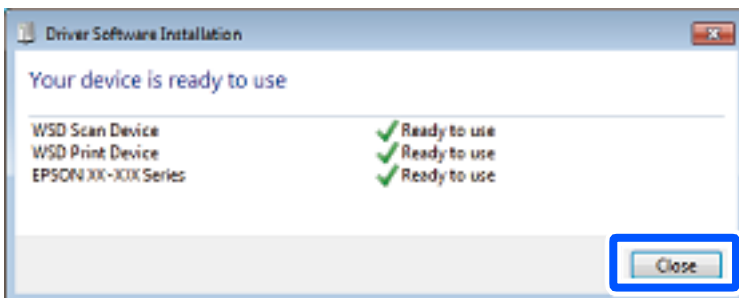 Driver Software Installation
Your device is ready to use
WSD Scan Device Ready to use
WSD Print Device Ready to use
EPSON XX-XXX Series Ready to use
Close